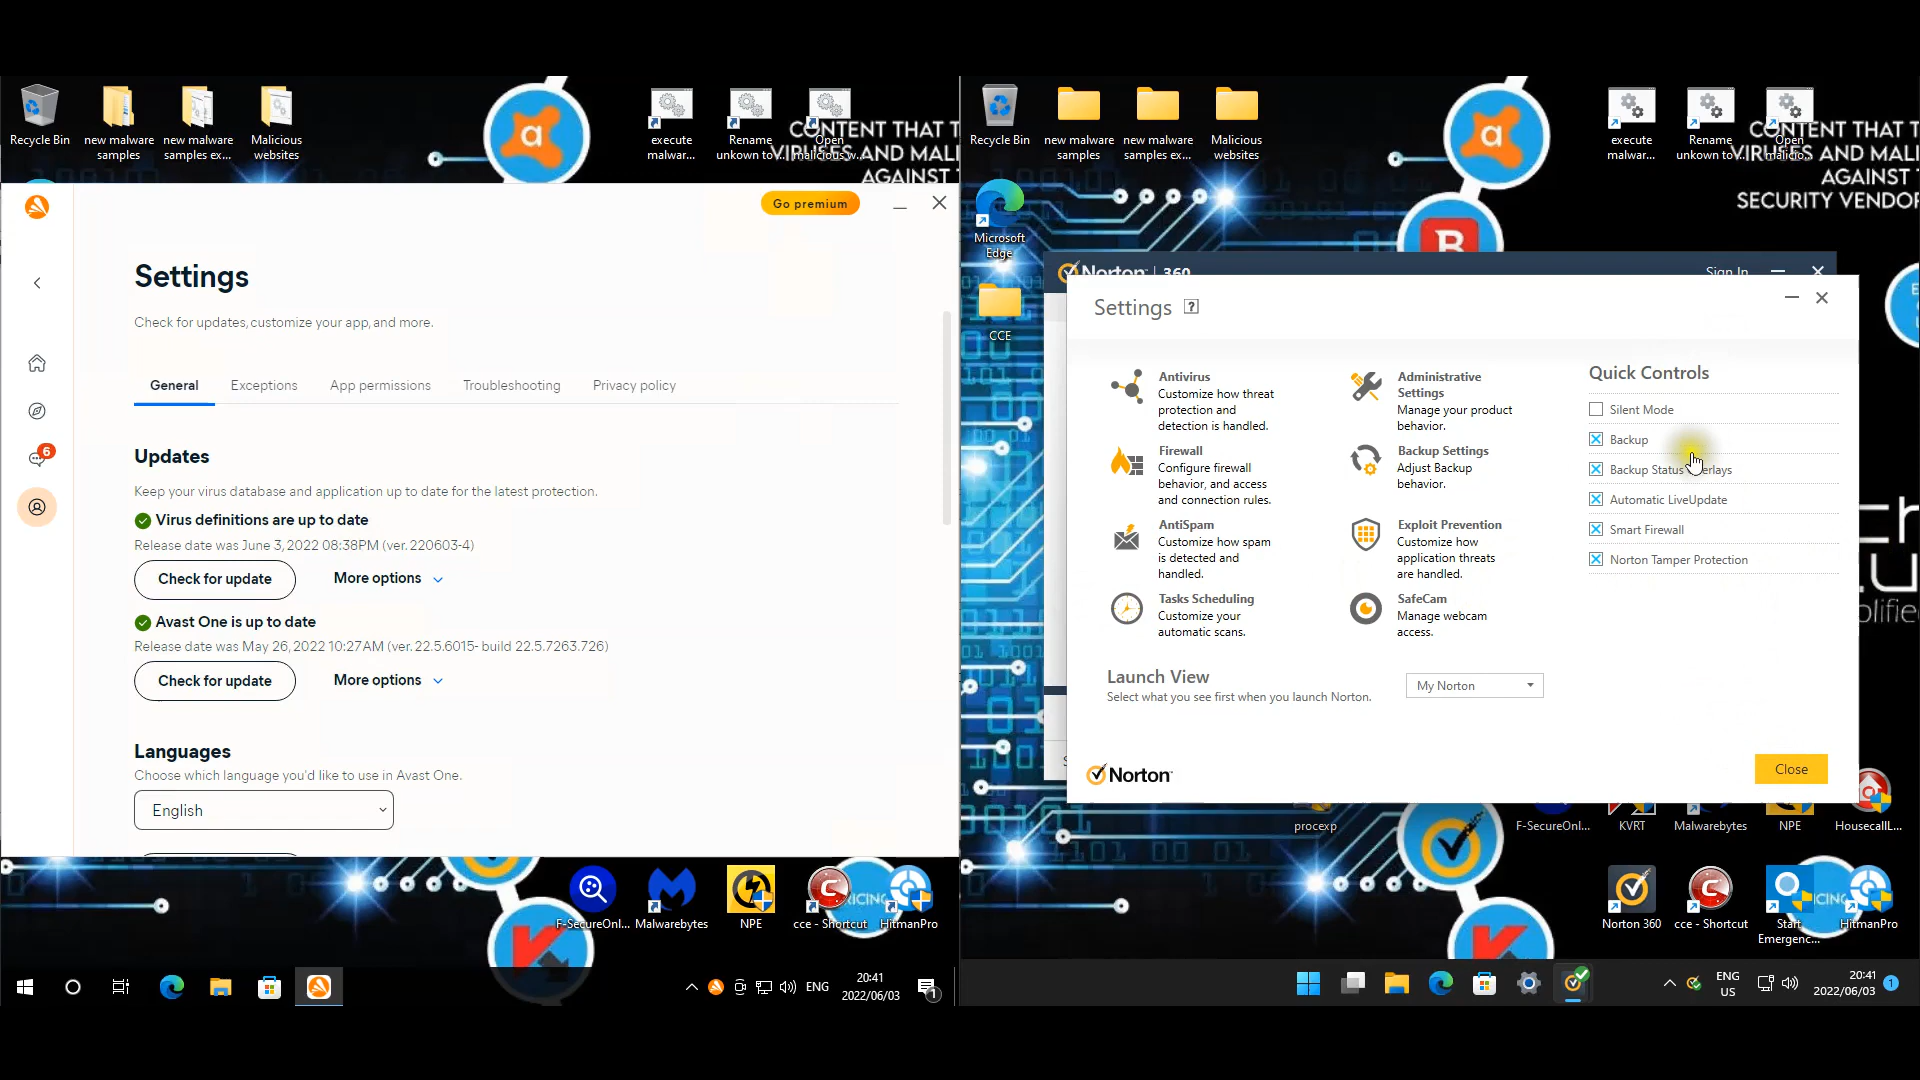 Recycle Bin
new malware
samples
new malware
samples ex...
Malicious
websites
execute
malwar...
Rename
unkown to ...
Open
malicious w...
CONTENT THAT T
VIRUSES AND MALI
AGAINST T
Go premium
Settings
Check for updates, customize your app, and more.
General
Exceptions
App permissions
Troubleshooting
Privacy policy
Updates
Keep your virus database and application up to date for the latest protection.
Virus definitions are up to date
Release date was June 3, 2022 08:38PM (ver. 220603-4)
Check for update
More options
Avast One is up to date
Release date was May 26, 2022 10:27AM (ver. 22.5.6015- build 22.5.7263.726)
Check for update
More options
Languages
Choose which language you'd like to use in Avast One.
English
6
F-SecureOnl...
Malwarebytes
NPE
cce - Shortcut
HitmanPro
ENG
20:41
2022/06/03
1
Recycle Bin
new malware
samples
new malware
samples ex...
Malicious
websites
execute
malwar...
Rename
unkown to ...
Open
malicio...
CONTENT THAT T
VIRUSES AND MALI
AGAINST T
SECURITY VENDOR
Microsoft
Edge
CCE
Norton | 360
Sign In
Settings ?
Antivirus
Customize how threat
protection and
detection is handled.
Firewall
Configure firewall
behavior, and access
and connection rules.
AntiSpam
Customize how spam
is detected and
handled.
Tasks Scheduling
Customize your
automatic scans.
Administrative
Settings
Manage your product
behavior.
Backup Settings
Adjust Backup
behavior.
Exploit Prevention
Customize how
application threats
are handled.
SafeCam
Manage webcam
access.
Quick Controls
Silent Mode
Backup
Backup Status Overlays
Automatic LiveUpdate
Smart Firewall
Norton Tamper Protection
Launch View
Select what you see first when you launch Norton.
My Norton
Norton
Close
procexp
F-SecureOnl...
KVRT
Malwarebytes
NPE
HousecallL...
Norton 360
cce - Shortcut
Start
Emergenc...
HitmanPro
ENG
US
20:41
2022/06/03
1